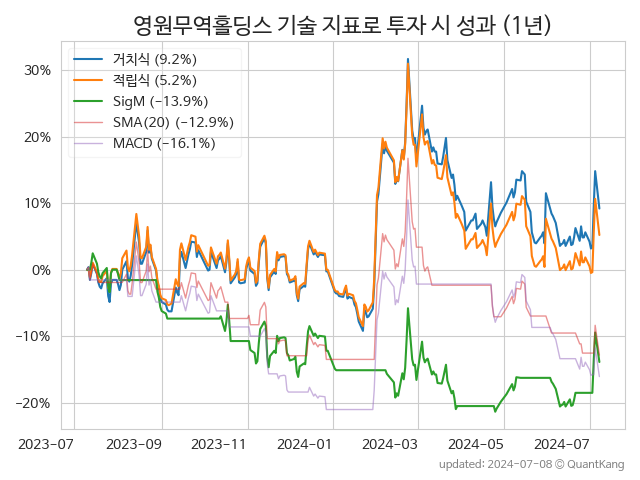 영원무역홀딩스 기술 지표로 투자 시 성과 (1년)
거치식 (9.2%)
적립식 (5.2%)
SigM (−13.9%)
SMA(20) (−12.9%)
MACD (−16.1%)
30%
20%
10%
0%
−10%
−20%
2023-07 2023-09 2023-11 2024-01 2024-03 2024-05 2024-07
updated: 2024-07-08 © QuantKang